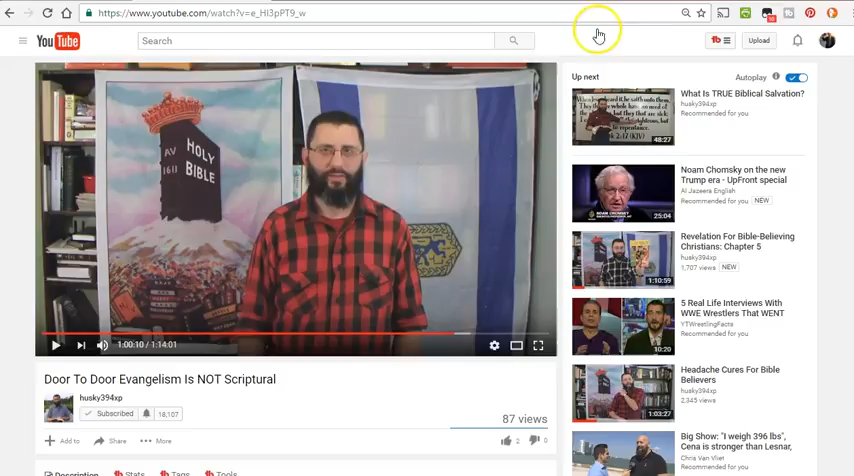 https://www.youtube.com/watch?v=e_HI3pPT9_w
10
YouTube
Search
Upload
AV
1611
HOLY
BIBLE
1:00:10 / 1:14:01
Door To Door Evangelism Is NOT Scriptural
husky394xp
Subscribed
18,107
87 views
Add to
Share
More
2
0
Description
Stats
Tags
Tools
Up next
Autoplay
What Is TRUE Biblical Salvation?
husky394xp
Recommended for you
48:27
Noam Chomsky on the new
Trump era - UpFront special
Al Jazeera English
Recommended for you
NEW
NOAM CHOMSKY
25:04
Revelation For Bible-Believing
Christians: Chapter 5
husky394xp
1,707 views
NEW
1:10:59
5 Real Life Interviews With
WWE Wrestlers That WENT
YTWrestlingFacts
Recommended for you
10:20
Headache Cures For Bible
Believers
husky394xp
2,345 views
1:03:27
Big Show: "I weigh 396 lbs",
Cena is stronger than Lesnar,
Chris Van Vliet
Recommended for you